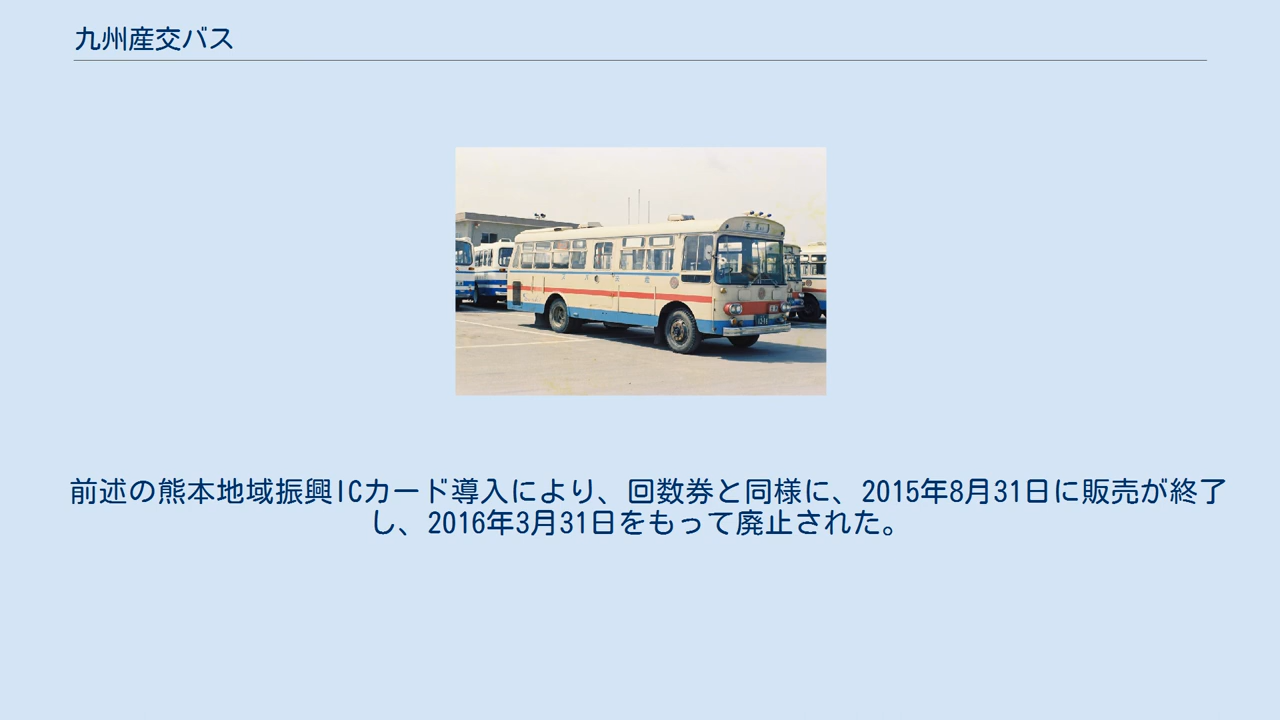 九州産交バス
前述の熊本地域振興ICカード導入により、回数券と同様に、2015年8月31日に販売が終了
し、2016年3月31日をもって廃止された。